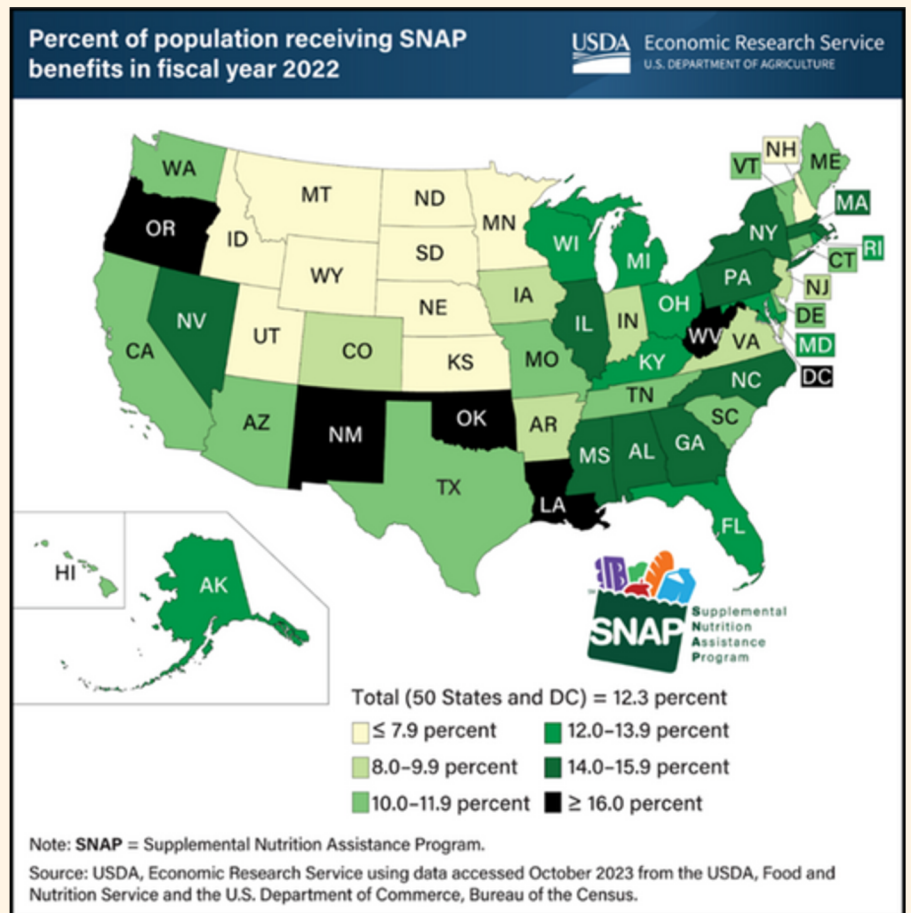 Percent of population receiving SNAP
benefits in fiscal year 2022
USDA
Economic Research Service
U.S. DEPARTMENT OF AGRICULTURE
WA
MT
ND
MN
VT
NH
ME
OR
ID
SD
WI
MI
NY
MA
RI
CT
WY
NE
IA
PA
NJ
NV
UT
CO
KS
IL
IN
OH
WV
VA
DE
MD
DC
CA
MO
KY
AZ
NM
OK
AR
TN
NC
SC
TX
LA
MS
AL
GA
FL
HI
AK
SNAP
Supplemental
Nutrition
Assistance
Program
Total (50 States and DC) = 12.3 percent
≤ 7.9 percent
12.0–13.9 percent
8.0–9.9 percent
14.0–15.9 percent
10.0–11.9 percent
≥ 16.0 percent
Note: SNAP = Supplemental Nutrition Assistance Program.
Source: USDA, Economic Research Service using data accessed October 2023 from the USDA, Food and
Nutrition Service and the U.S. Department of Commerce, Bureau of the Census.